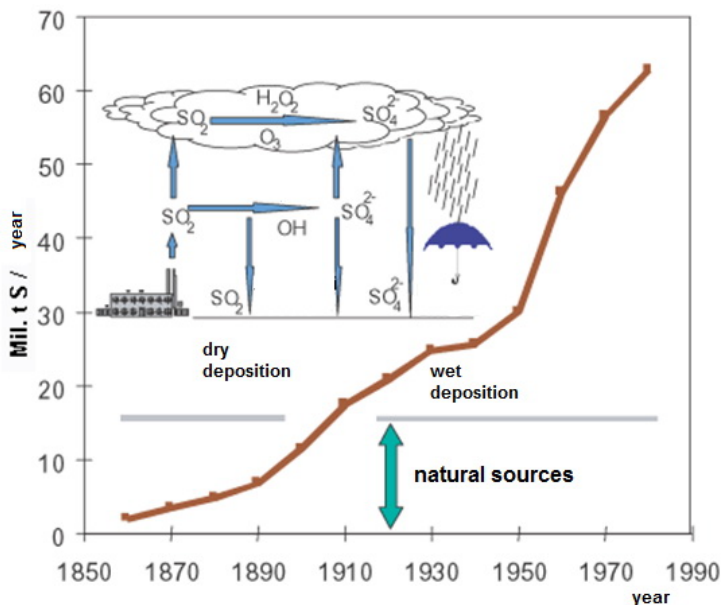 70
60
50
40
30
20
10
0
Mil. t S / year
H2O2
SO2 SO4 2-
O3
SO2 OH SO4 2-
SO2 SO4 2-
dry
deposition
wet
deposition
natural sources
1850 1870 1890 1910 1930 1950 1970 1990
year